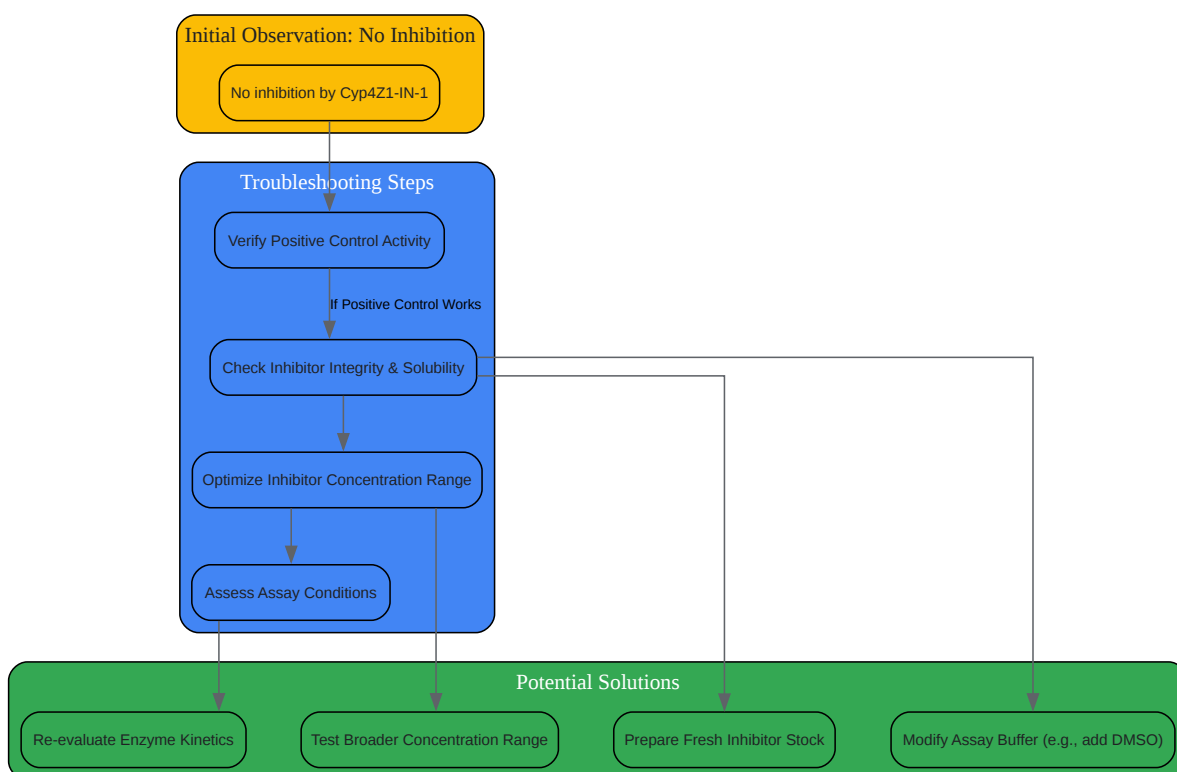 Initial Observation: No Inhibition
No inhibition by Cyp4Z1-IN-1
Troubleshooting Steps
Verify Positive Control Activity
If Positive Control Works
Check Inhibitor Integrity & Solubility
Optimize Inhibitor Concentration Range
Assess Assay Conditions
Potential Solutions
Re-evaluate Enzyme Kinetics
Test Broader Concentration Range
Prepare Fresh Inhibitor Stock
Modify Assay Buffer (e.g., add DMSO)